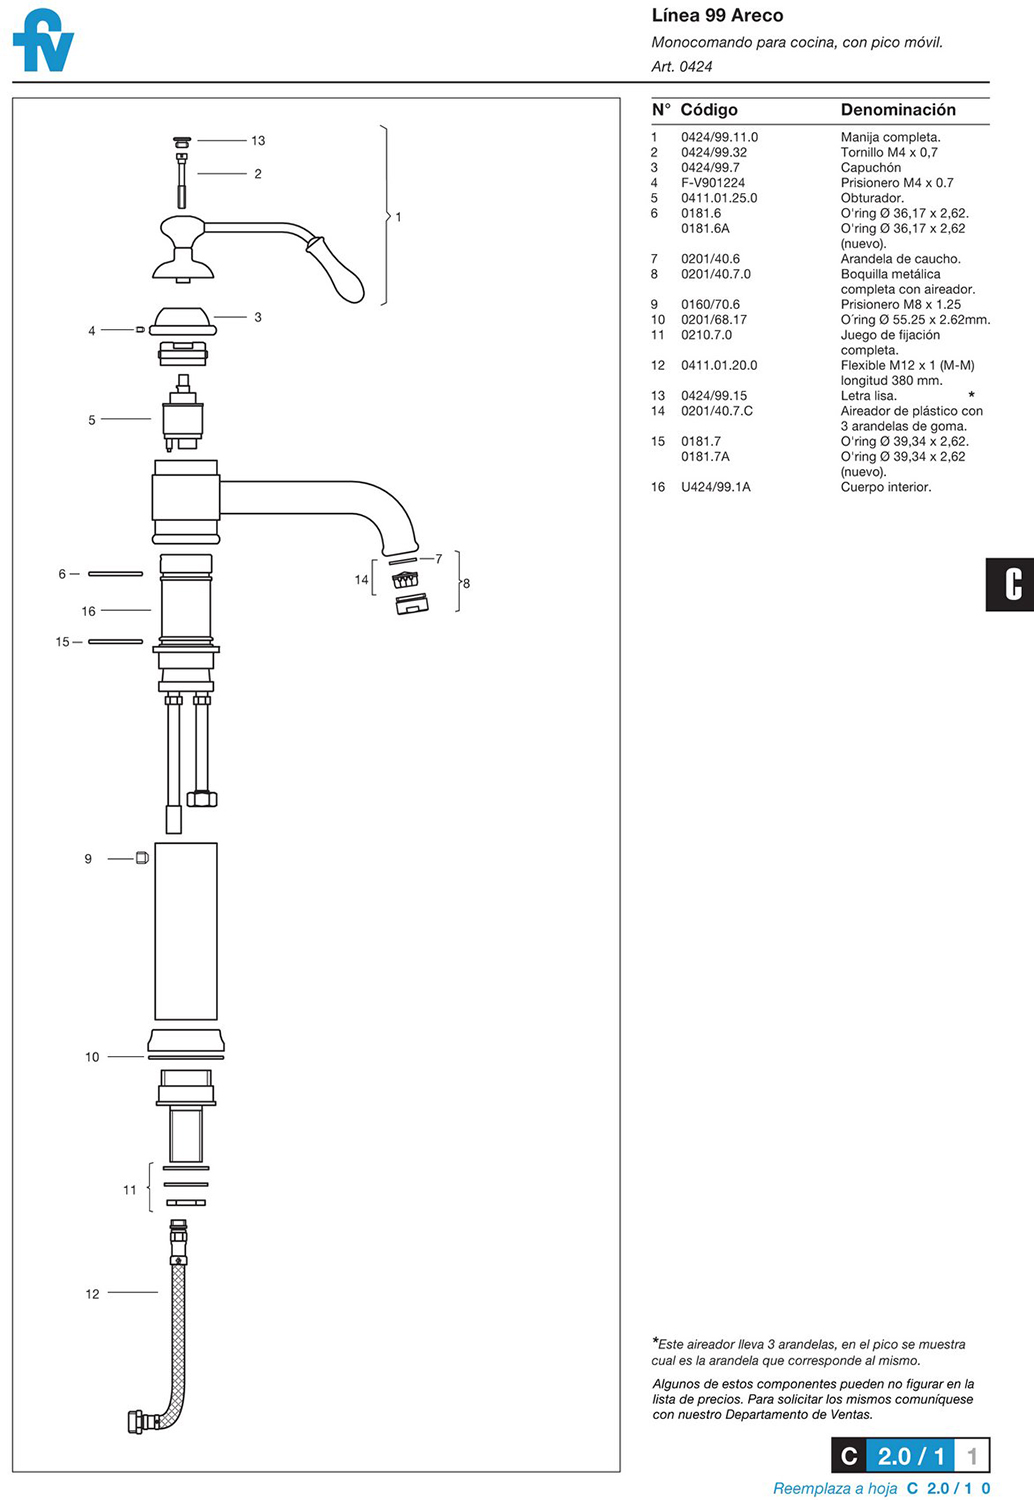 fv
Línea 99 Areco
Monocomando para cocina, con pico móvil.
Art. 0424
N° Código Denominación
1 0424/99.11.0 Manija completa.
2 0424/99.32 Tornillo M4 x 0,7
3 0424/99.7 Capuchón
4 F-V901224 Prisionero M4 x 0.7
5 0411.01.25.0 Obturador.
6 0181.6 O'ring Ø 36,17 x 2,62.
0181.6A O'ring Ø 36,17 x 2,62
(nuevo).
7 0201/40.6 Arandela de caucho.
8 0201/40.7.0 Boquilla metálica
completa con aireador.
9 0160/70.6 Prisionero M8 x 1.25
10 0201/68.17 O´ring Ø 55.25 x 2.62mm.
11 0210.7.0 Juego de fijación
completa.
12 0411.01.20.0 Flexible M12 x 1 (M-M)
longitud 380 mm.
13 0424/99.15 Letra lisa. *
14 0201/40.7.C Aireador de plástico con
3 arandelas de goma.
15 0181.7 O'ring Ø 39,34 x 2,62.
0181.7A O'ring Ø 39,34 x 2,62
(nuevo).
16 U424/99.1A Cuerpo interior.
13
2
1
3
4
5
7
14
8
6
16
15
9
10
11
12
C
*Este aireador lleva 3 arandelas, en el pico se muestra
cual es la arandela que corresponde al mismo.
Algunos de estos componentes pueden no figurar en la
lista de precios. Para solicitar los mismos comuníquese
con nuestro Departamento de Ventas.
C 2.0 / 1 1
Reemplaza a hoja C 2.0 / 1 0